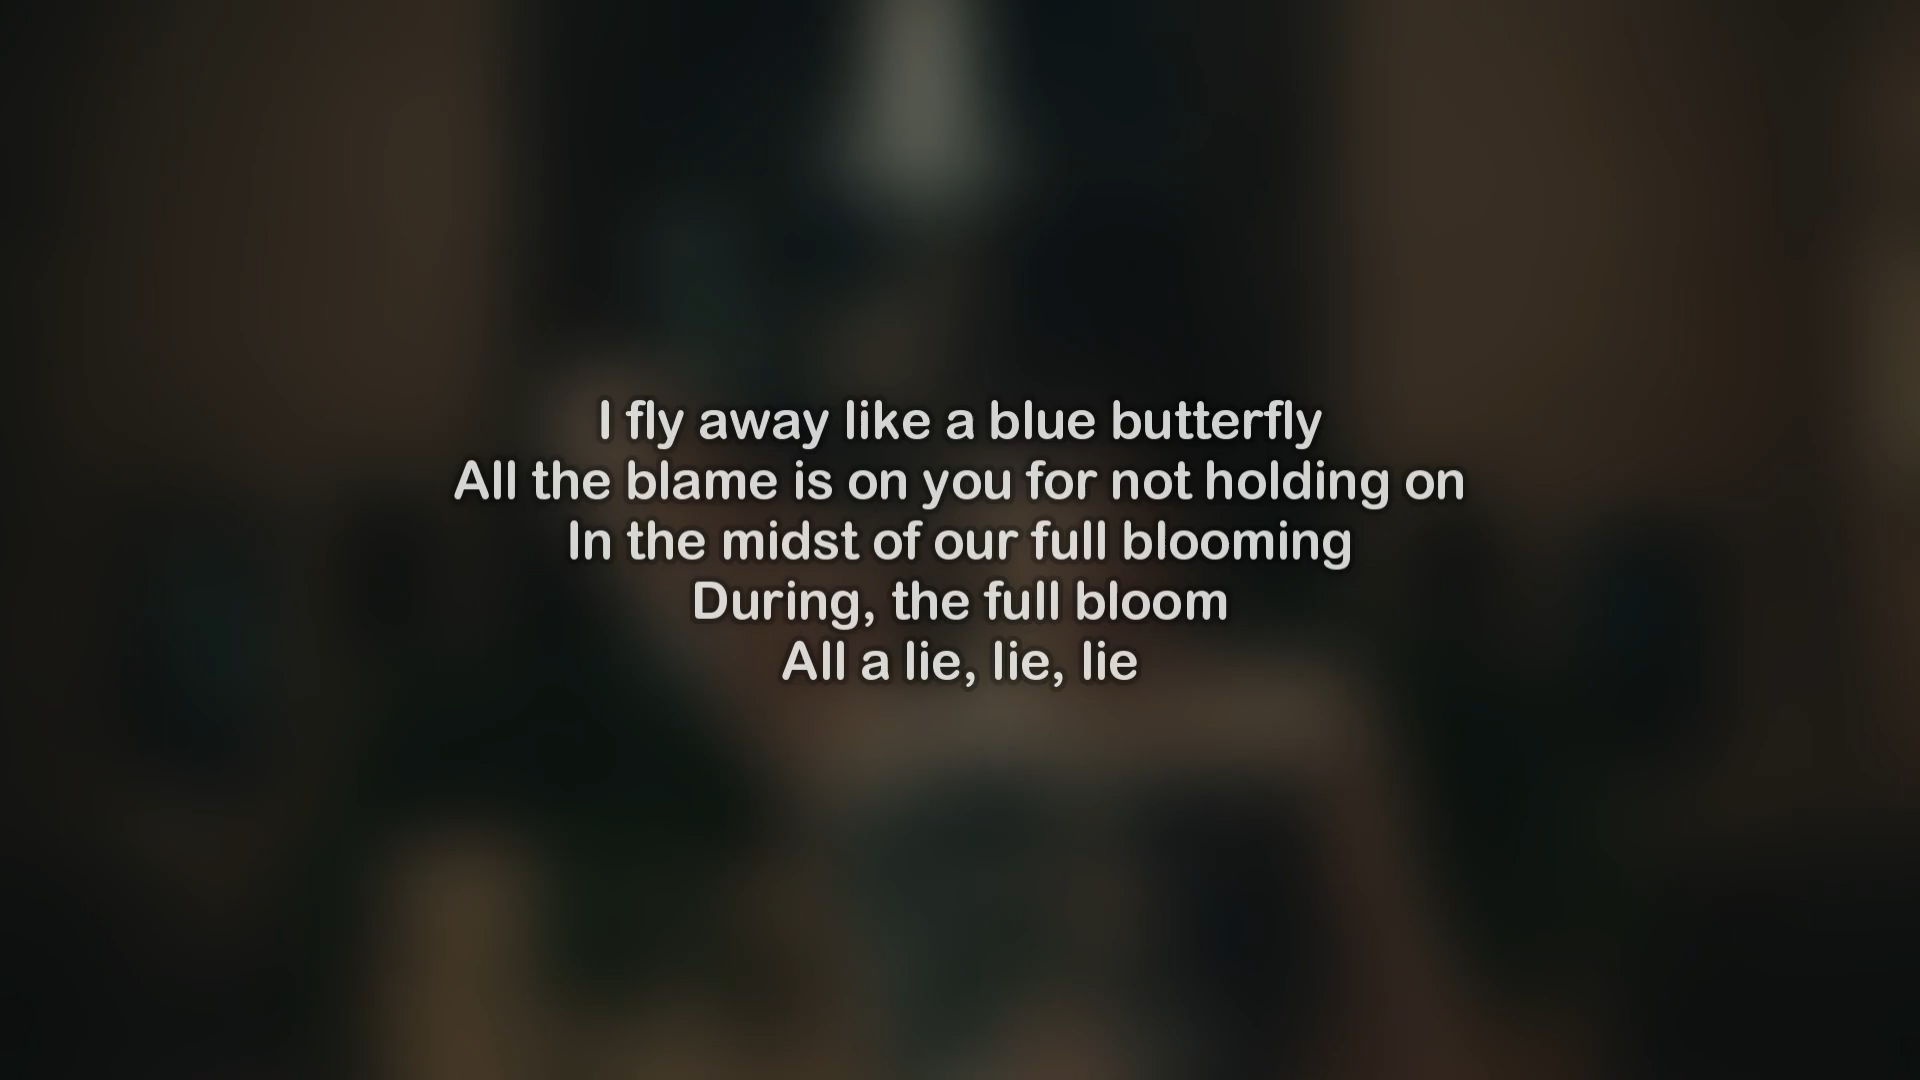 I fly away like a blue butterfly
All the blame is on you for not holding on
In the midst of our full blooming
During, the full bloom
All a lie, lie, lie